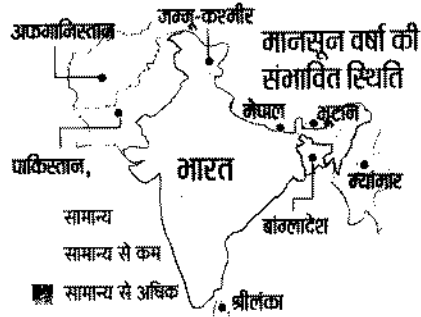 अफगानिस्तान
जम्मू-कश्मीर
मानसून वर्षा की
संभावित स्थिति
नेपाल
भूटान
पाकिस्तान,
भारत
म्यांमार
बांग्लादेश
सामान्य
सामान्य से कम
सामान्य से अधिक
श्रीलंका